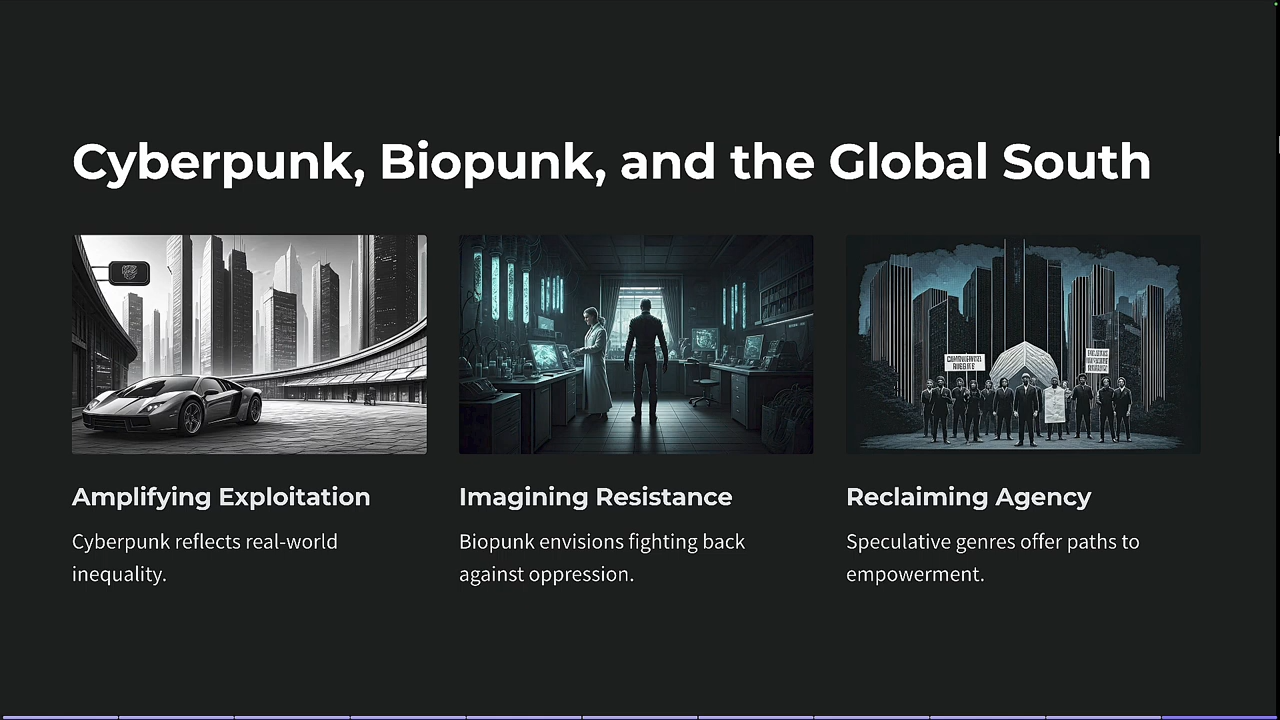 Cyberpunk, Biopunk, and the Global South
Amplifying Exploitation
Cyberpunk reflects real-world
inequality.
Imagining Resistance
Biopunk envisions fighting back
against oppression.
Reclaiming Agency
Speculative genres offer paths to
empowerment.